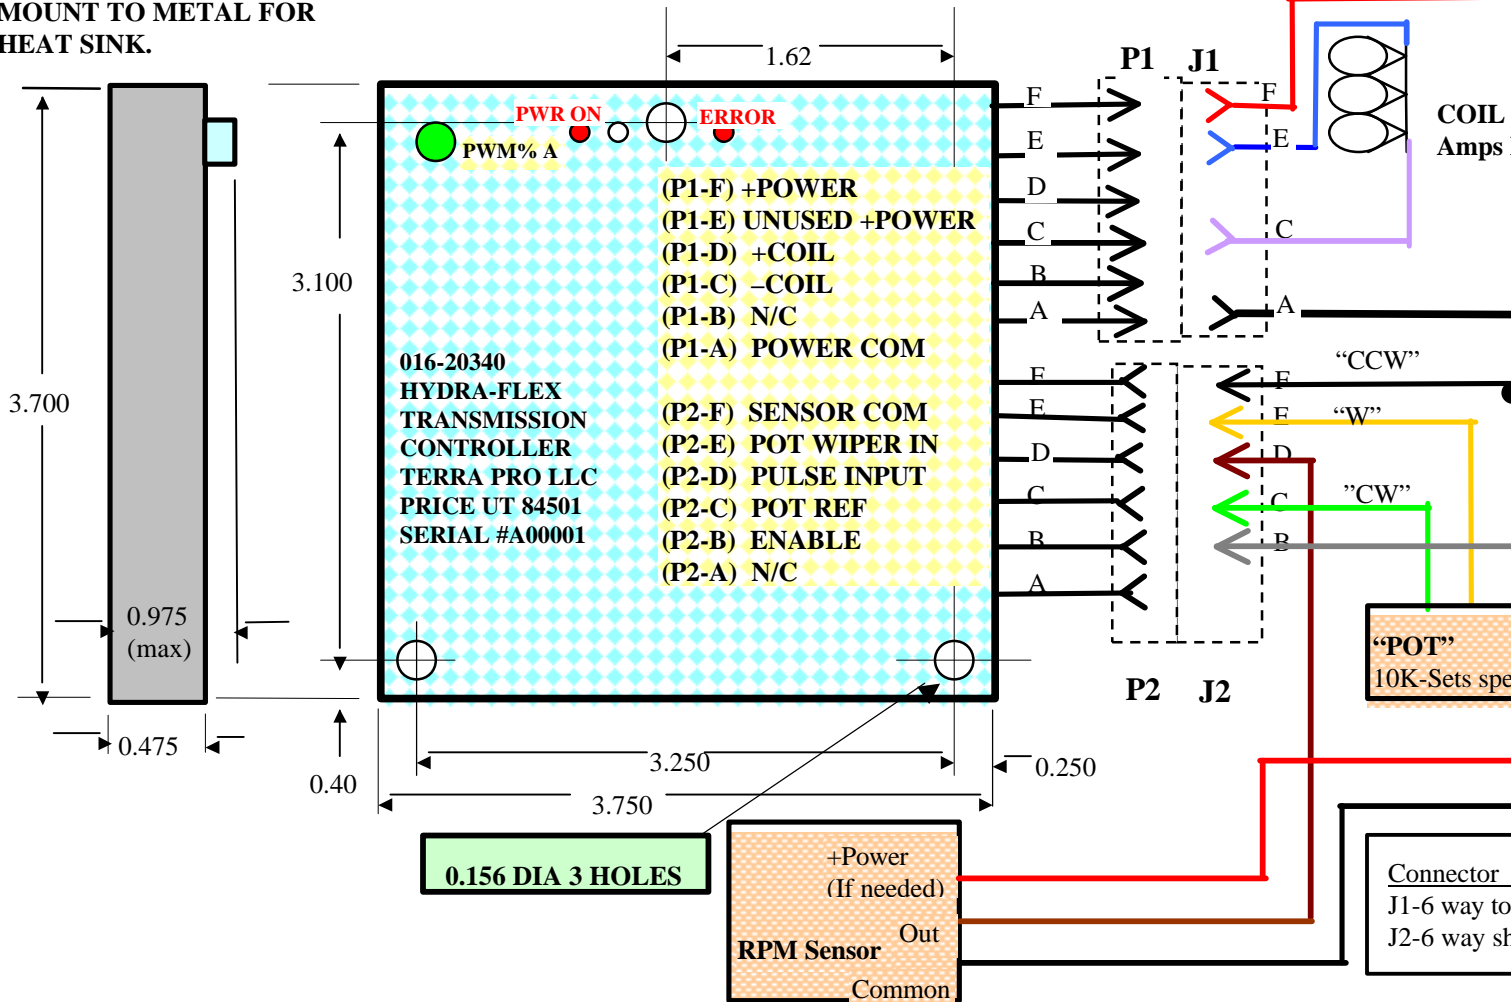 MOUNT TO METAL FOR
HEAT SINK.
1.62
P1
J1
F
E
D
C
B
A
F
E
C
A
COIL
Amps
PWR ON
ERROR
PWM% A
(P1-F) +POWER
(P1-E) UNUSED +POWER
(P1-D) +COIL
(P1-C) –COIL
(P1-B) N/C
(P1-A) POWER COM
(P2-F) SENSOR COM
(P2-E) POT WIPER IN
(P2-D) PULSE INPUT
(P2-C) POT REF
(P2-B) ENABLE
(P2-A) N/C
016-20340
HYDRA-FLEX
TRANSMISSION
CONTROLLER
TERRA PRO LLC
PRICE UT 84501
SERIAL #A00001
3.700
3.100
0.975
(max)
0.475
0.40
3.250
3.750
0.250
F
E
D
C
B
A
F
E
D
C
B
“CCW”
“W”
”CW”
P2
J2
“POT”
10K-Sets spe
0.156 DIA 3 HOLES
+Power
(If needed)
Out
RPM Sensor
Common
Connector
J1-6 way to
J2-6 way sh